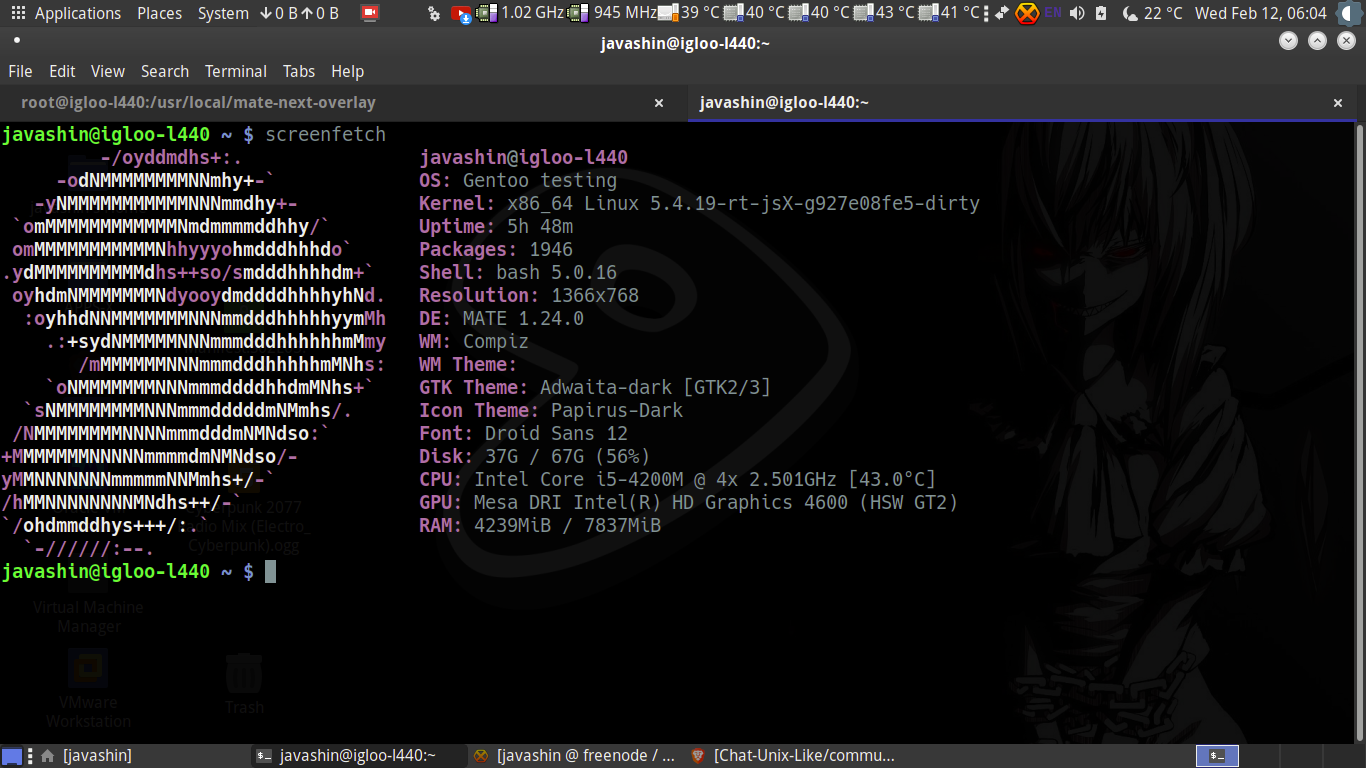 Applications Places System ↓0 B↑0 B 1.02 GHz 945 MHz 39 °C 40 °C 40 °C 43 °C 41 °C EN 22 °C Wed Feb 12, 06:04
javashin@igloo-l440:~
File Edit View Search Terminal Tabs Help
root@igloo-l440:/usr/local/mate-next-overlay × javashin@igloo-l440:~ ×
javashin@igloo-l440 ~ $ screenfetch
-/oyddmdhs+:. javashin@igloo-l440
-odNMMMMMMMMNNmhy+-` OS: Gentoo testing
-yNMMMMMMMMMMMNNNmmdhy+- Kernel: x86_64 Linux 5.4.19-rt-jsX-g927e08fe5-dirty
`omMMMMMMMMMMMMNmdmmmmddhhy/` Uptime: 5h 48m
omMMMMMMMMMMMNhhyyyohmdddhhhdo` Packages: 1946
.ydMMMMMMMMMMdhs++so/smdddhhhhdm+` Shell: bash 5.0.16
oyhdmNMMMMMMMNdyooydmddddhhhhyhNd. Resolution: 1366x768
:oyhhdNNMMMMMMMNNNmmdddhhhhhyymMh DE: MATE 1.24.0
.:+sydNMMMMMNNNmmmdddhhhhhhmMmy WM: Compiz
/mMMMMMMNNNmmmdddhhhhhmMNhs: WM Theme:
`oNMMMMMMMNNNmmmddddhhdmMNhs+` GTK Theme: Adwaita-dark [GTK2/3]
`sNMMMMMMMMNNNmmmdddddmNMmhs/. Icon Theme: Papirus-Dark
/NMMMMMMMMNNNNmmmdddmNMNdso:` Font: Droid Sans 12
+MMMMMMMNNNNNmmmmdmNMNdso/- Disk: 37G / 67G (56%)
yMMNNNNNNNmmmmmNNMmhs+/-` CPU: Intel Core i5-4200M @ 4x 2.501GHz [43.0°C]
/hMMNNNNNNNNMNdhs++/-` GPU: Mesa DRI Intel(R) HD Graphics 4600 (HSW GT2)
`/ohdmmddhys+++/:.` RAM: 4239MiB / 7837MiB
`-//////:--.
javashin@igloo-l440 ~ $
2077
Mix (Electro_
Cyberpunk).ogg
Virtual Machine
Manager
VMware
Workstation
Trash
[javashin] javashin@igloo-l440:~ [javashin @ freenode / ... [Chat-Unix-Like/commu...